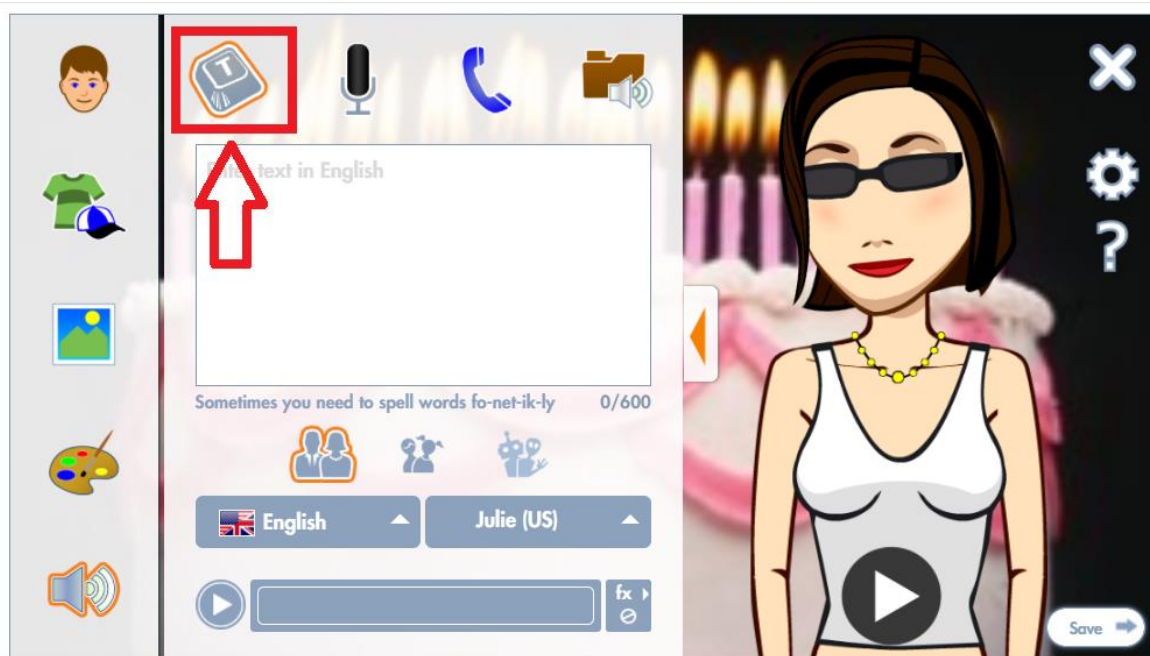 T
Enter text in English
Sometimes you need to spell words fo-net-ik-ly 0/600
English Julie (US)
fx
?
Save